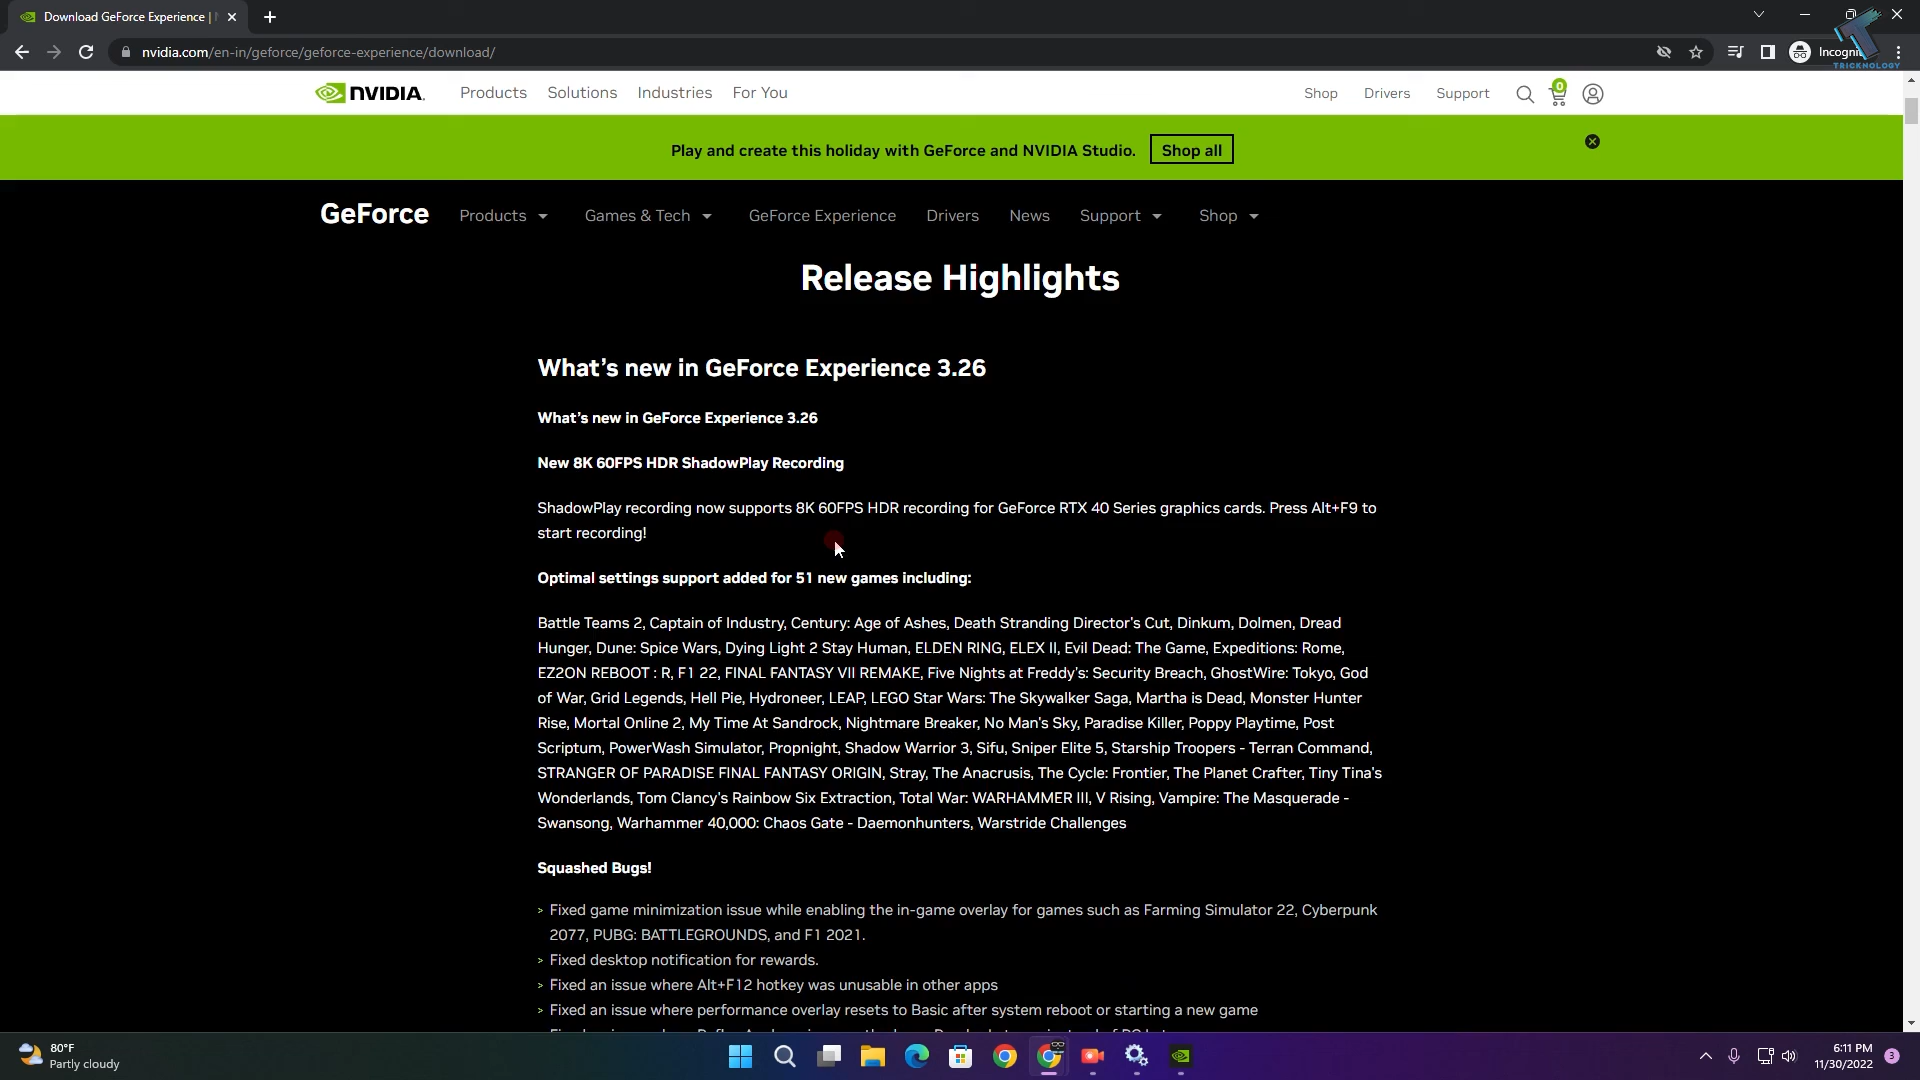 Download GeForce Experience |
nvidia.com/en-in/geforce/geforce-experience/download/
Incogni
TRICKNOLOGY
NVIDIA.
Products Solutions Industries For You
Shop Drivers Support
0
Play and create this holiday with GeForce and NVIDIA Studio. Shop all
GeForce Products Games & Tech GeForce Experience Drivers News Support Shop
Release Highlights
What's new in GeForce Experience 3.26
What's new in GeForce Experience 3.26
New 8K 60FPS HDR ShadowPlay Recording
ShadowPlay recording now supports 8K 60FPS HDR recording for GeForce RTX 40 Series graphics cards. Press Alt+F9 to
start recording!
Optimal settings support added for 51 new games including:
Battle Teams 2, Captain of Industry, Century: Age of Ashes, Death Stranding Director's Cut, Dinkum, Dolmen, Dread
Hunger, Dune: Spice Wars, Dying Light 2 Stay Human, ELDEN RING, ELEX II, Evil Dead: The Game, Expeditions: Rome,
EZ2ON REBOOT : R, F1 22, FINAL FANTASY VII REMAKE, Five Nights at Freddy's: Security Breach, GhostWire: Tokyo, God
of War, Grid Legends, Hell Pie, Hydroneer, LEAP, LEGO Star Wars: The Skywalker Saga, Martha is Dead, Monster Hunter
Rise, Mortal Online 2, My Time At Sandrock, Nightmare Breaker, No Man's Sky, Paradise Killer, Poppy Playtime, Post
Scriptum, PowerWash Simulator, Propnight, Shadow Warrior 3, Sifu, Sniper Elite 5, Starship Troopers - Terran Command,
STRANGER OF PARADISE FINAL FANTASY ORIGIN, Stray, The Anacrusis, The Cycle: Frontier, The Planet Crafter, Tiny Tina's
Wonderlands, Tom Clancy's Rainbow Six Extraction, Total War: WARHAMMER III, V Rising, Vampire: The Masquerade -
Swansong, Warhammer 40,000: Chaos Gate - Daemonhunters, Warstride Challenges
Squashed Bugs!
> Fixed game minimization issue while enabling the in-game overlay for games such as Farming Simulator 22, Cyberpunk
2077, PUBG: BATTLEGROUNDS, and F1 2021.
> Fixed desktop notification for rewards.
> Fixed an issue where Alt+F12 hotkey was unusable in other apps
> Fixed an issue where performance overlay resets to Basic after system reboot or starting a new game
80°F
Partly cloudy
6:11 PM
11/30/2022
3